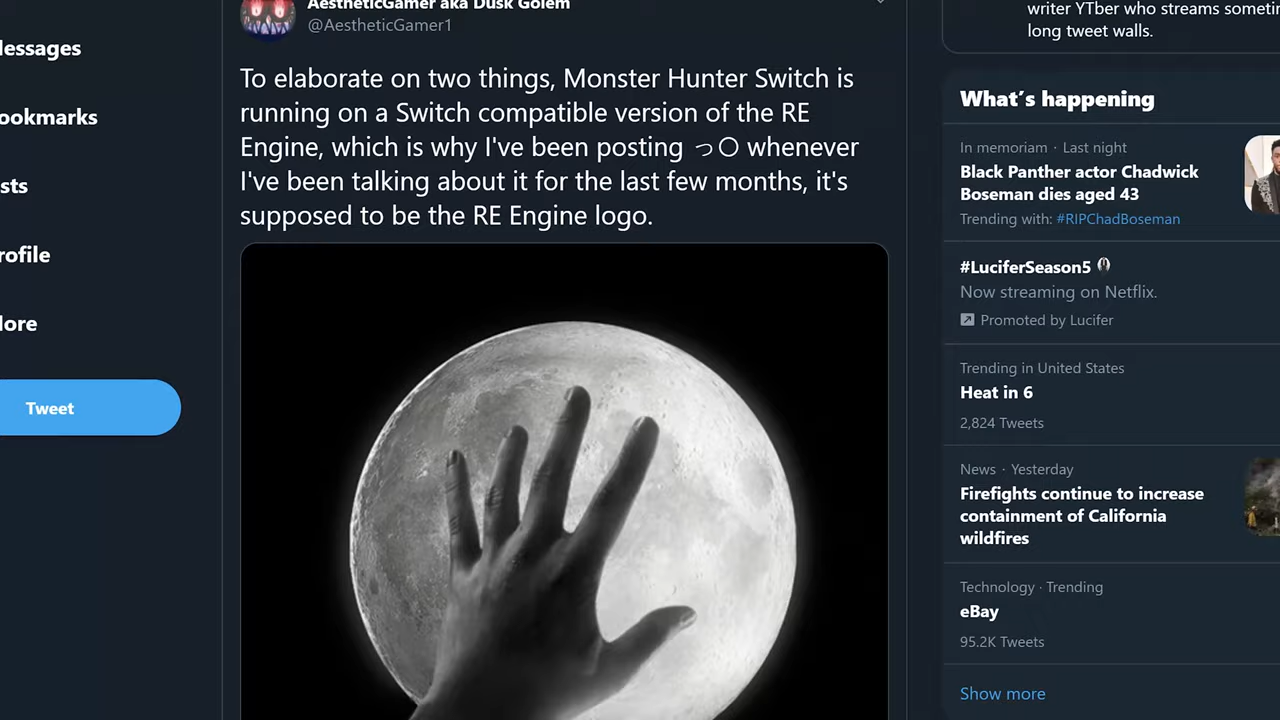 AestheticGamer aka Dusk Golem
@AestheticGamer1
To elaborate on two things, Monster Hunter Switch is
running on a Switch compatible version of the RE
Engine, which is why I've been posting っ〇 whenever
I've been talking about it for the last few months, it's
supposed to be the RE Engine logo.
lessages
ookmarks
sts
rofile
lore
Tweet
writer YTber who streams someti
long tweet walls.
What's happening
In memoriam · Last night
Black Panther actor Chadwick
Boseman dies aged 43
Trending with: #RIPChadBoseman
#LuciferSeason5
Now streaming on Netflix.
Promoted by Lucifer
Trending in United States
Heat in 6
2,824 Tweets
News · Yesterday
Firefights continue to increase
containment of California
wildfires
Technology · Trending
eBay
95.2K Tweets
Show more